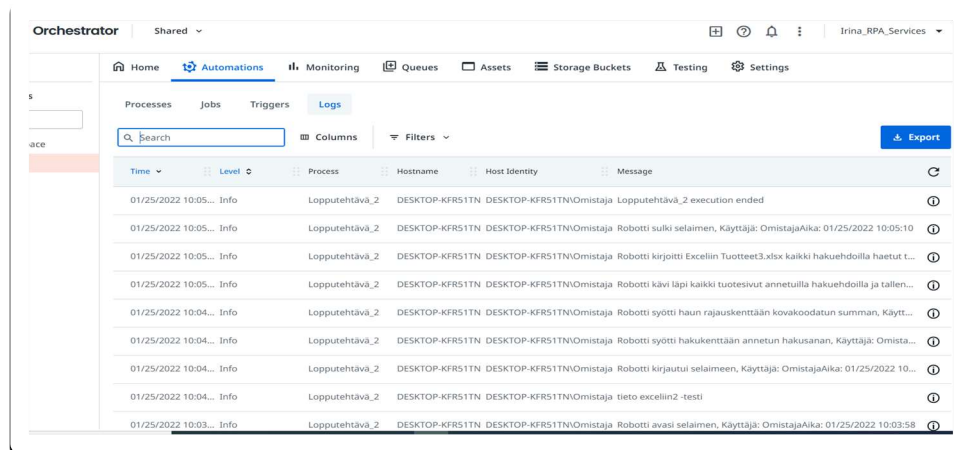 Orchestrator Shared Irina_RPA_Services
Home Automations Monitoring Queues Assets Storage Buckets Testing Settings
s
Processes Jobs Triggers Logs
Search Columns Filters Export
ace
Time Level Process Hostname Host Identity Message
01/25/2022 10:05... Info Lopputehtävä_2 DESKTOP-KFR51TN DESKTOP-KFR51TN\Omistaja Lopputehtävä_2 execution ended
01/25/2022 10:05... Info Lopputehtävä_2 DESKTOP-KFR51TN DESKTOP-KFR51TN\Omistaja Robotti sulki selaimen, Käyttäjä: OmistajaAika: 01/25/2022 10:05:10
01/25/2022 10:05... Info Lopputehtävä_2 DESKTOP-KFR51TN DESKTOP-KFR51TN\Omistaja Robotti kirjoitti Exceliin Tuotteet3.xlsx kaikki hakuehdoilla haetut t...
01/25/2022 10:05... Info Lopputehtävä_2 DESKTOP-KFR51TN DESKTOP-KFR51TN\Omistaja Robotti kävi läpi kaikki tuotesivut annetuilla hakuehdoilla ja tallen...
01/25/2022 10:04... Info Lopputehtävä_2 DESKTOP-KFR51TN DESKTOP-KFR51TN\Omistaja Robotti syötti haun rajauskenttään kovakoodatun summan, Käytt...
01/25/2022 10:04... Info Lopputehtävä_2 DESKTOP-KFR51TN DESKTOP-KFR51TN\Omistaja Robotti syötti hakukenttään annetun hakusanan, Käyttäjä: Omista...
01/25/2022 10:04... Info Lopputehtävä_2 DESKTOP-KFR51TN DESKTOP-KFR51TN\Omistaja Robotti kirjautui selaimeen, Käyttäjä: OmistajaAika: 01/25/2022 10...
01/25/2022 10:04... Info Lopputehtävä_2 DESKTOP-KFR51TN DESKTOP-KFR51TN\Omistaja tieto exceliin2 -testi
01/25/2022 10:03... Info Lopputehtävä_2 DESKTOP-KFR51TN DESKTOP-KFR51TN\Omistaja Robotti avasi selaimen, Käyttäjä: OmistajaAika: 01/25/2022 10:03:58